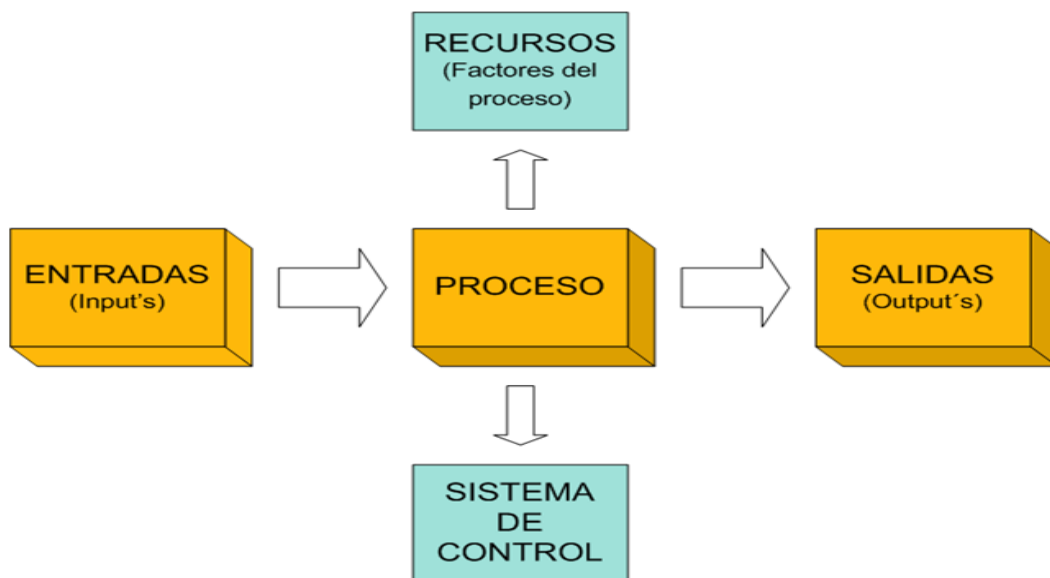 RECURSOS
(Factores del
proceso)
ENTRADAS
(Input's)
PROCESO
SALIDAS
(Output´s)
SISTEMA
DE
CONTROL